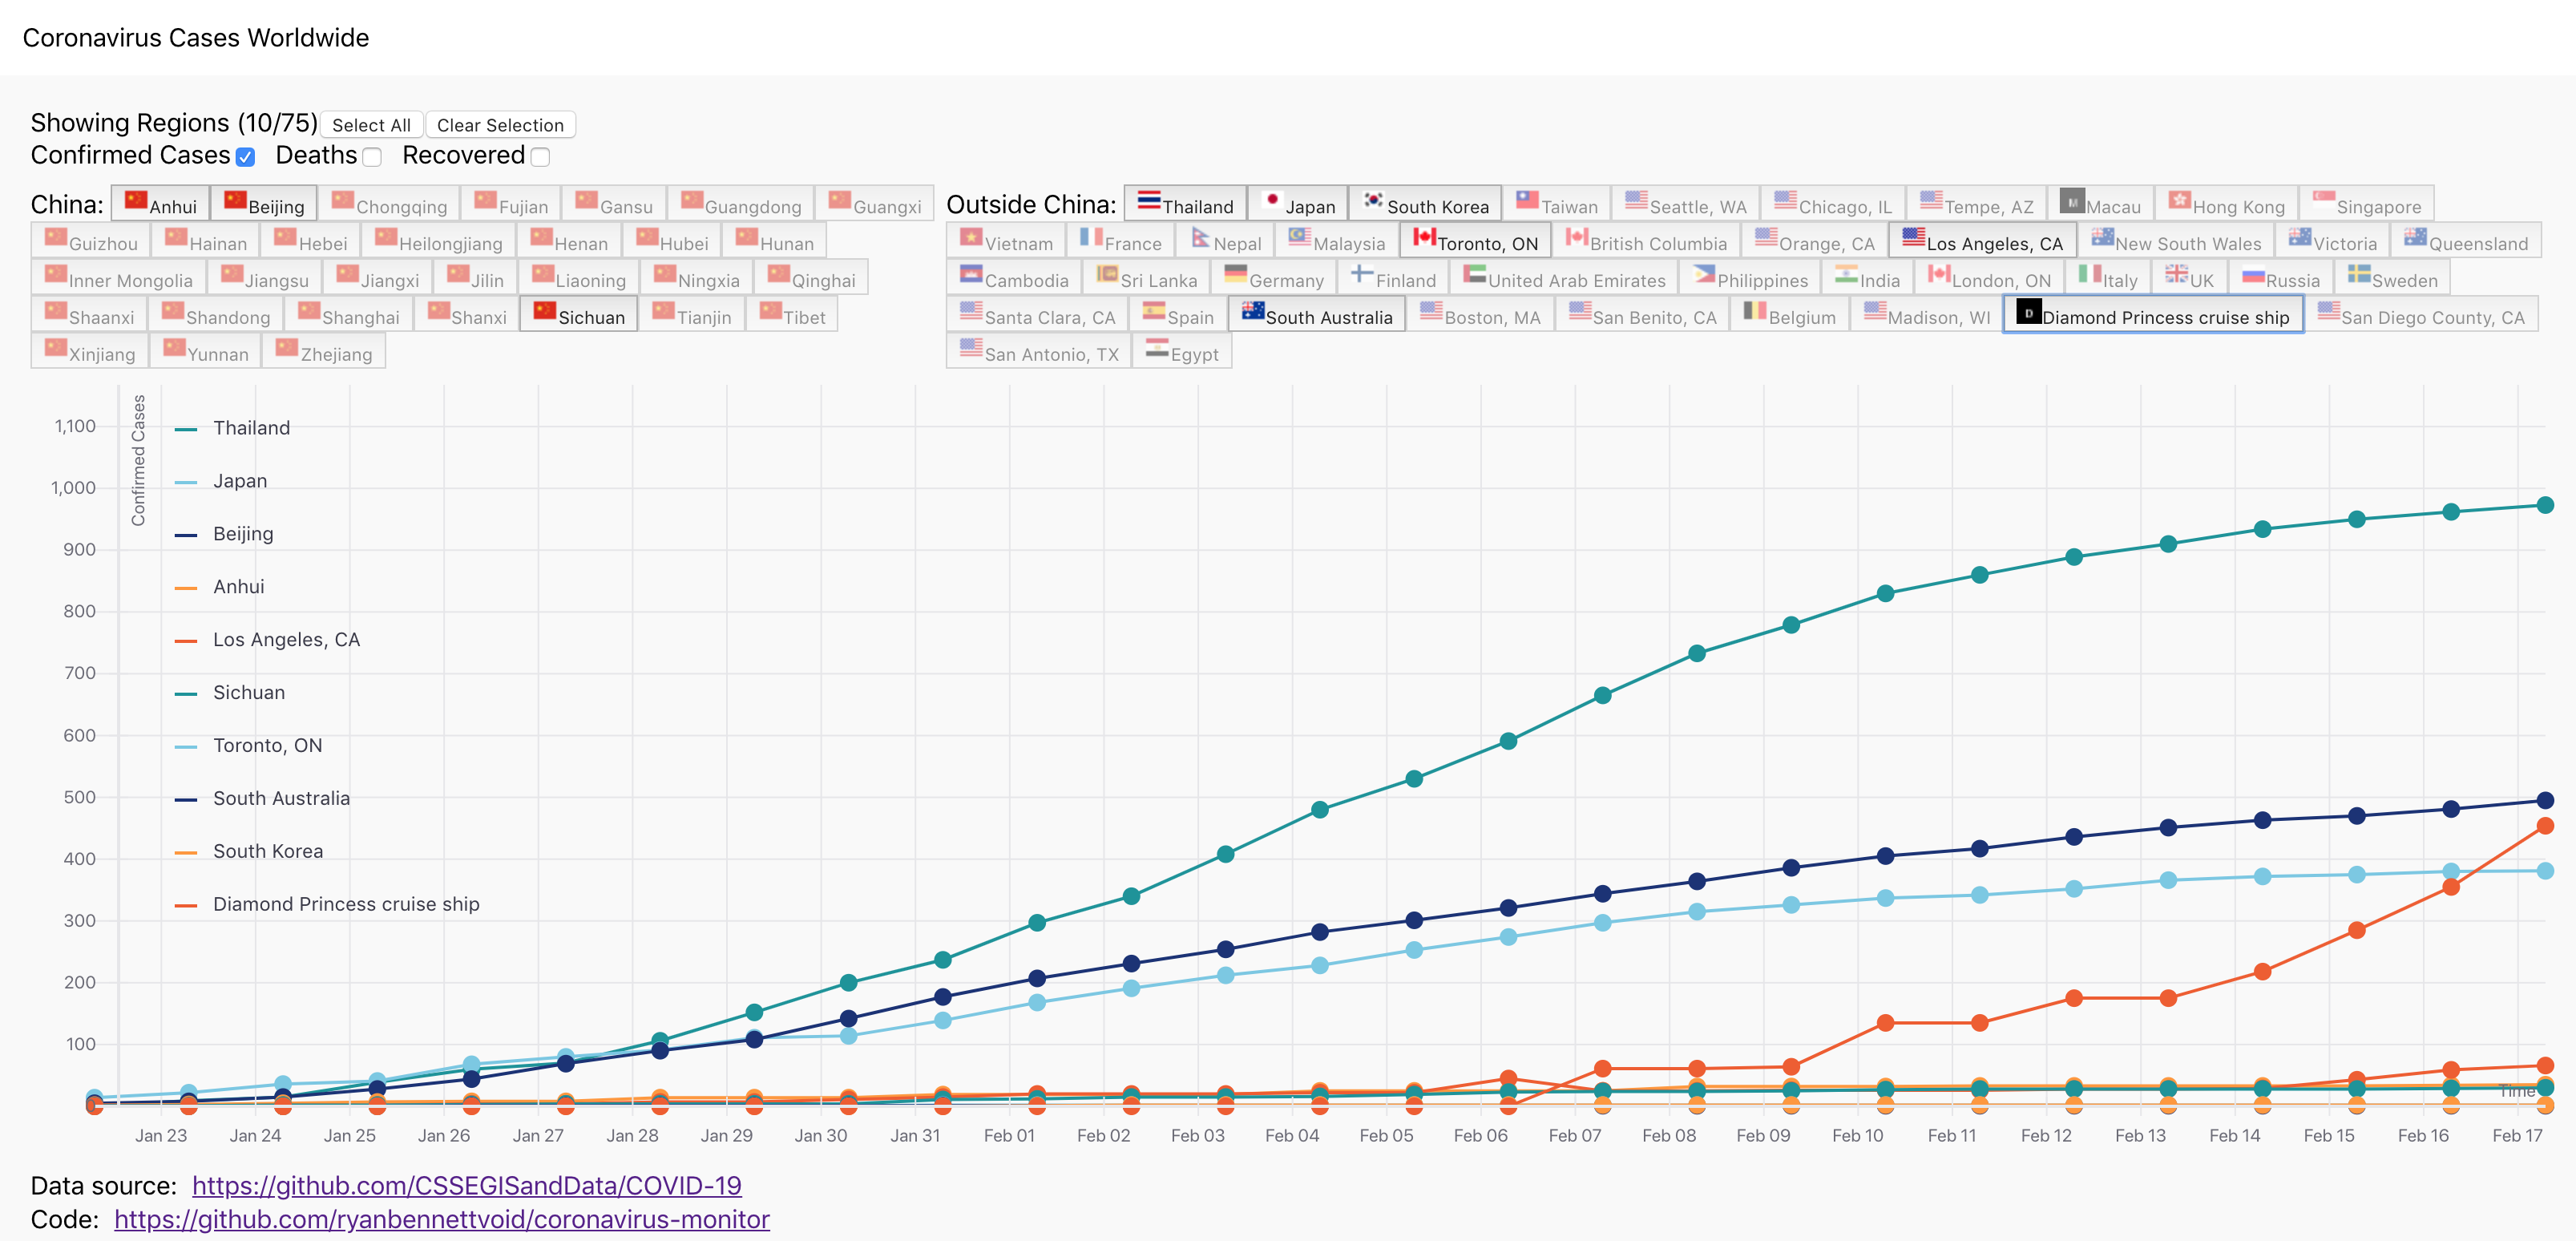 Coronavirus Cases Worldwide
Showing Regions (10/75) Select All Clear Selection
Confirmed Cases Deaths Recovered
China: Anhui Beijing Chongqing Fujian Gansu Guangdong Guangxi
Guizhou Hainan Hebei Heilongjiang Henan Hubei Hunan
Inner Mongolia Jiangsu Jiangxi Jilin Liaoning Ningxia Qinghai
Shaanxi Shandong Shanghai Shanxi Sichuan Tianjin Tibet
Xinjiang Yunnan Zhejiang
Outside China: Thailand Japan South Korea Taiwan Seattle, WA Chicago, IL Tempe, AZ M Macau Hong Kong Singapore
Vietnam France Nepal Malaysia Toronto, ON British Columbia Orange, CA Los Angeles, CA New South Wales Victoria Queensland
Cambodia Sri Lanka Germany Finland United Arab Emirates Philippines India London, ON Italy UK Russia Sweden
Santa Clara, CA Spain South Australia Boston, MA San Benito, CA Belgium Madison, WI D Diamond Princess cruise ship San Diego County, CA
San Antonio, TX Egypt
Confirmed Cases
1,100
1,000
900
800
700
600
500
400
300
200
100
0
Thailand
Japan
Beijing
Anhui
Los Angeles, CA
Sichuan
Toronto, ON
South Australia
South Korea
Diamond Princess cruise ship
Time
Jan 23 Jan 24 Jan 25 Jan 26 Jan 27 Jan 28 Jan 29 Jan 30 Jan 31 Feb 01 Feb 02 Feb 03 Feb 04 Feb 05 Feb 06 Feb 07 Feb 08 Feb 09 Feb 10 Feb 11 Feb 12 Feb 13 Feb 14 Feb 15 Feb 16 Feb 17
Data source: https://github.com/CSSEGISandData/COVID-19
Code: https://github.com/ryanbennettvoid/coronavirus-monitor